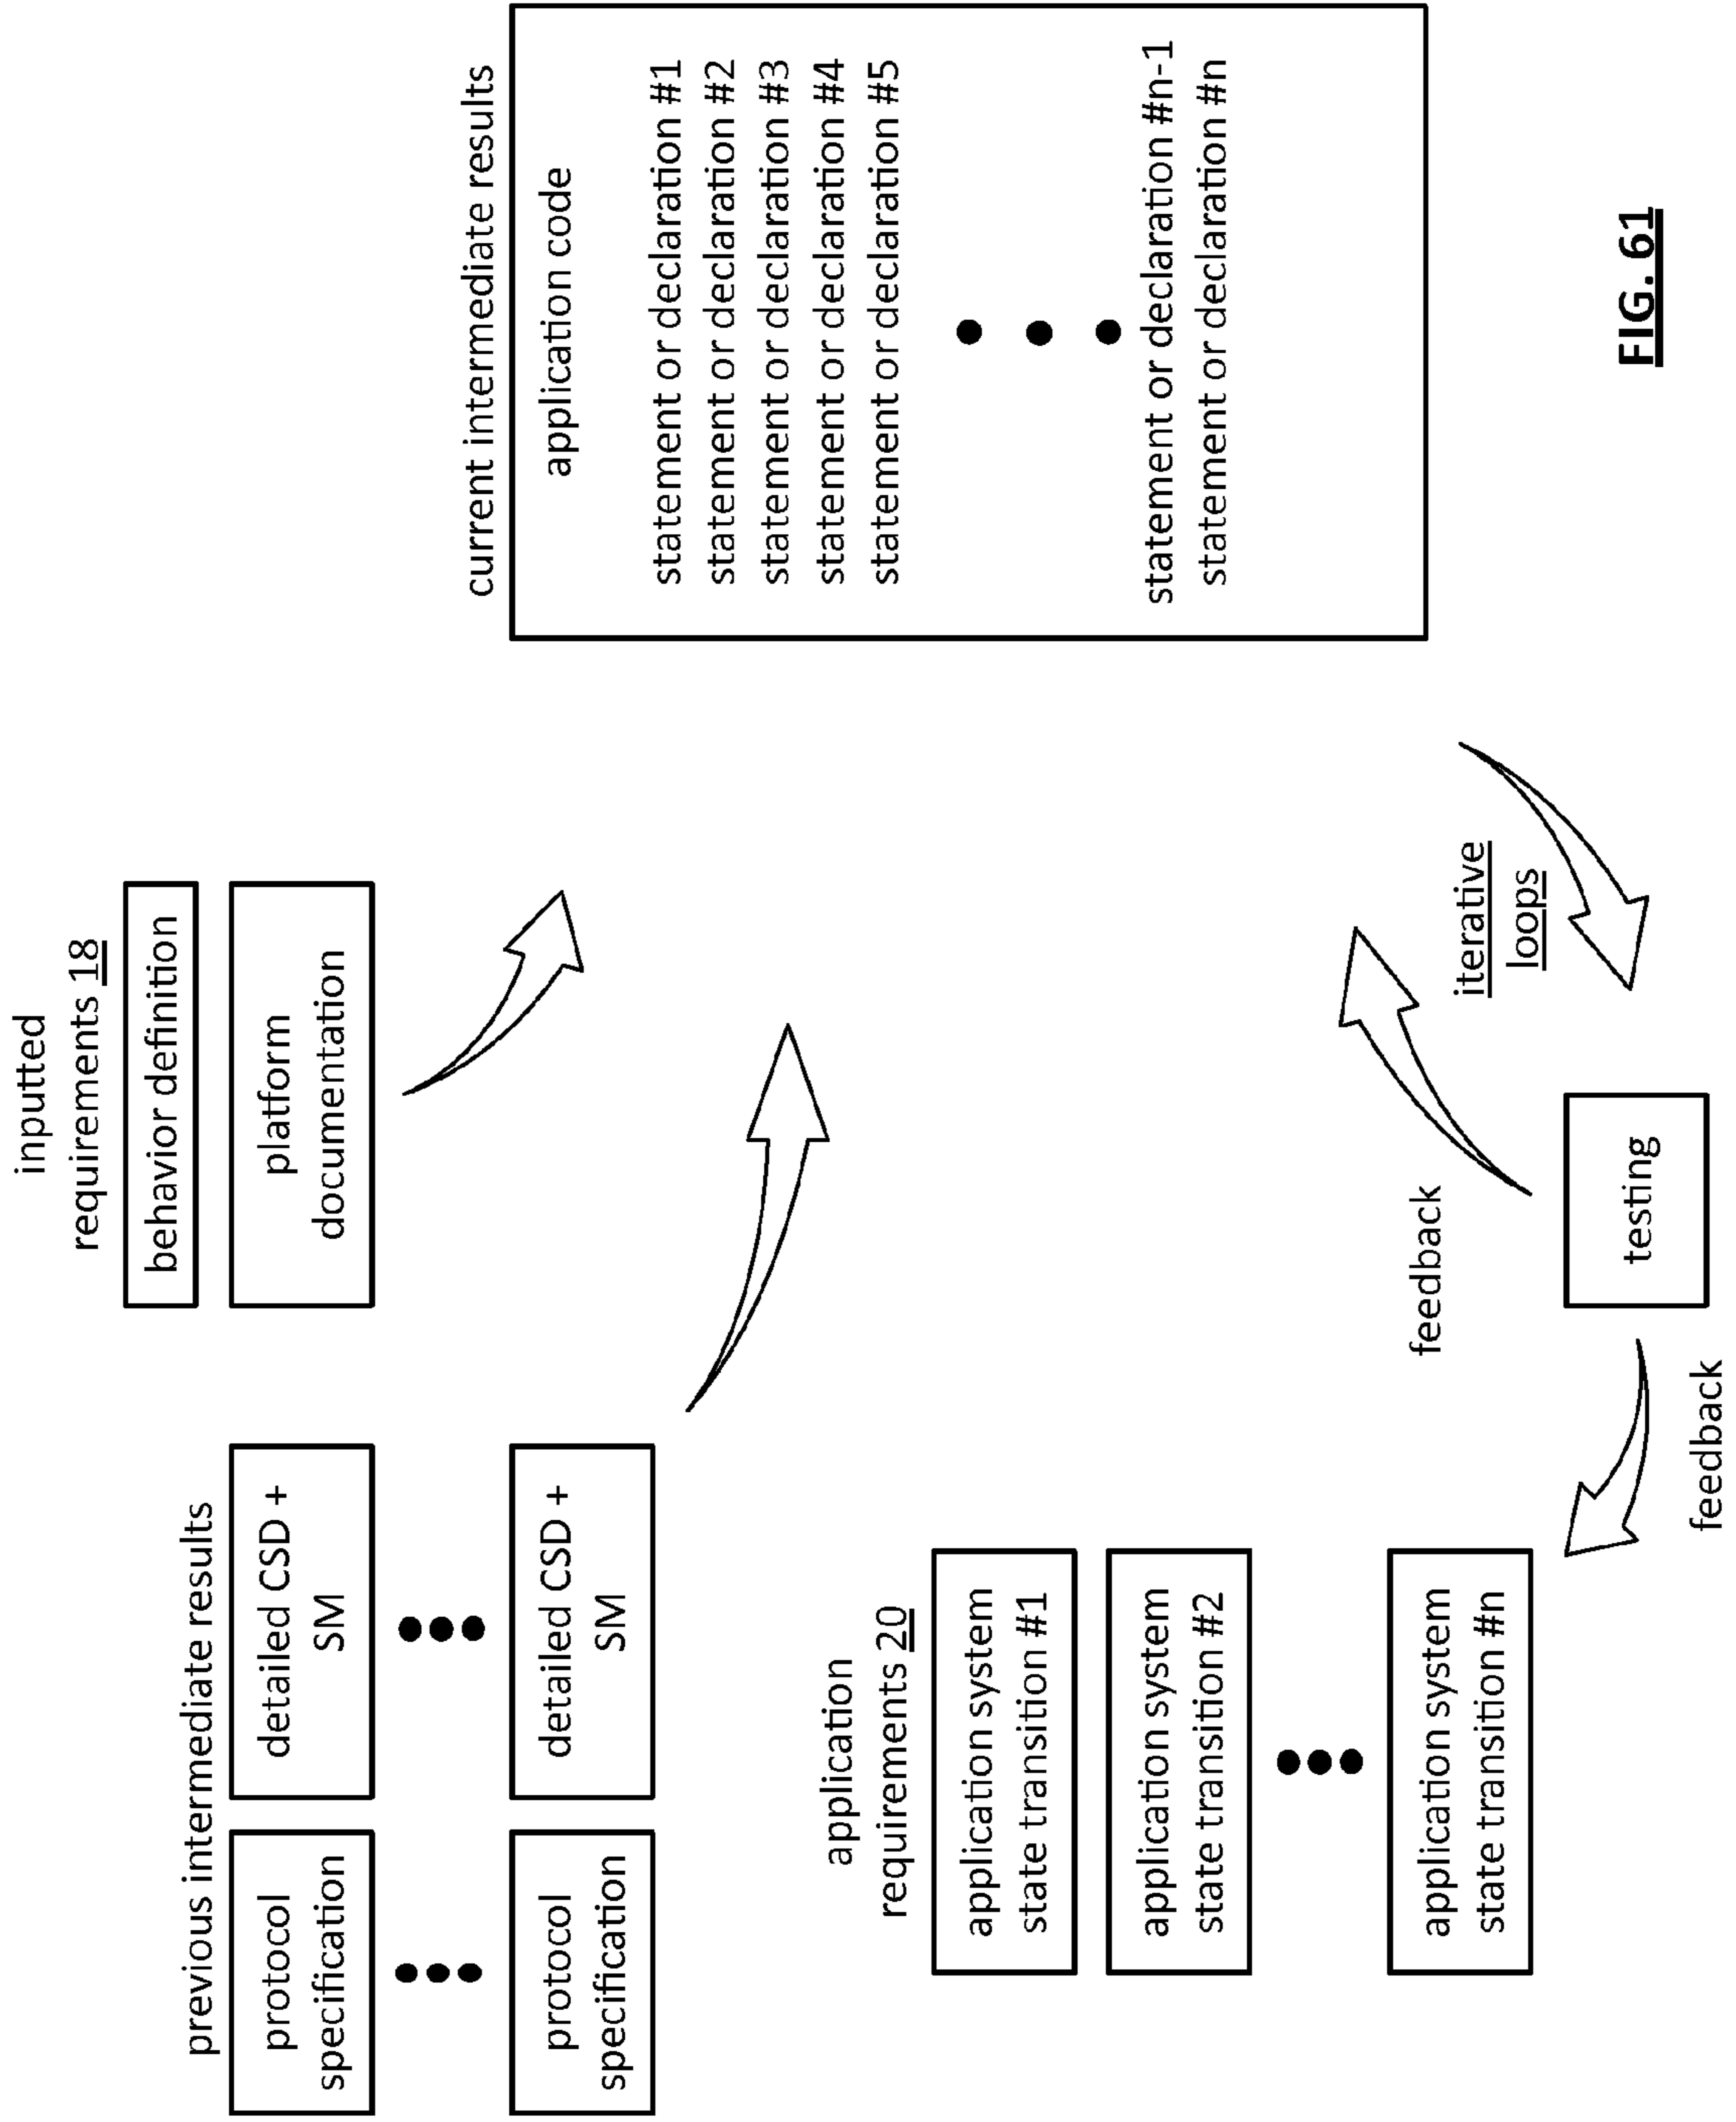 inputted
requirements 18
behavior definition
platform
documentation
previous intermediate results
protocol
specification
detailed CSD +
SM
protocol
specification
detailed CSD +
SM
current intermediate results
application code
statement or declaration #1
statement or declaration #2
statement or declaration #3
statement or declaration #4
statement or declaration #5
statement or declaration #n-1
statement or declaration #n
application
requirements 20
application system
state transition #1
application system
state transition #2
application system
state transition #n
feedback
iterative
loops
testing
feedback
FIG. 61